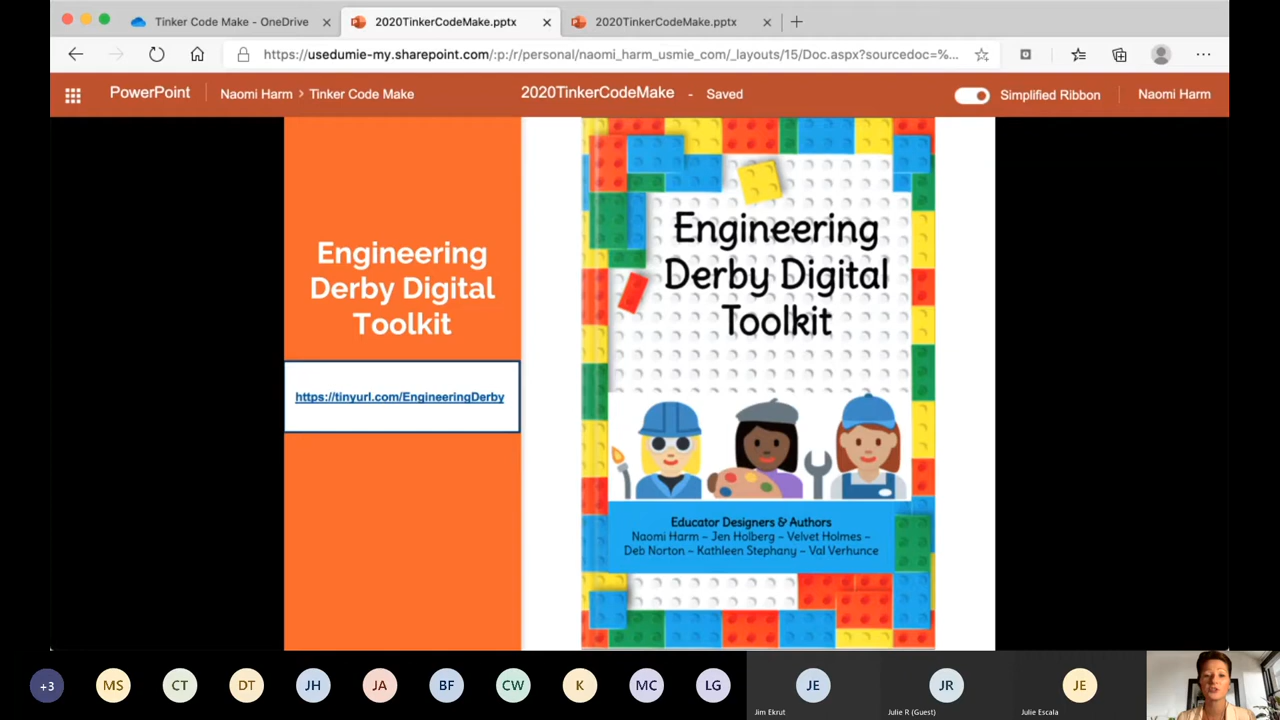 Tinker Code Make - OneDrive
2020TinkerCodeMake.pptx
2020TinkerCodeMake.pptx
https://usedumie-my.sharepoint.com/:p:/r/personal/naomi_harm_usmie_com/_layouts/15/Doc.aspx?sourcedoc=%...
PowerPoint
Naomi Harm > Tinker Code Make
2020TinkerCodeMake - Saved
Simplified Ribbon
Naomi Harm
Engineering
Derby Digital
Toolkit
https://tinyurl.com/EngineeringDerby
Engineering
Derby Digital
Toolkit
Educator Designers & Authors
Naomi Harm – Jen Holberg – Velvet Holmes –
Deb Norton – Kathleen Stephany – Val Verhunce
+3
MS
CT
DT
JH
JA
BF
CW
K
MC
LG
JE
Jim Ekrut
JR
Julie R (Guest)
JE
Julie Escala